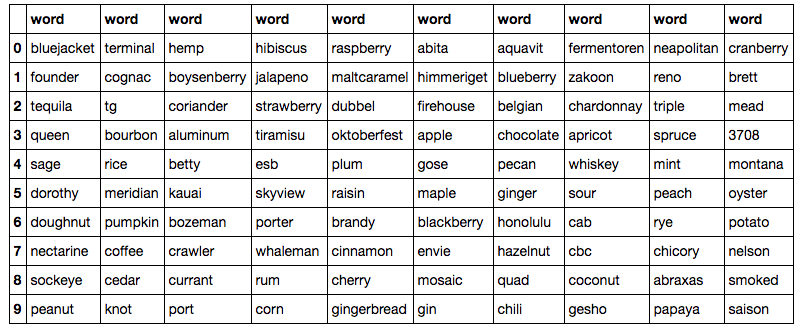 word word word word word word word word word word
0 bluejacket terminal hemp hibiscus raspberry abita aquavit fermentoren neapolitan cranberry
1 founder cognac boysenberry jalapeno maltcaramel himmeriget blueberry zakoon reno brett
2 tequila tg coriander strawberry dubbel firehouse belgian chardonnay triple mead
3 queen bourbon aluminum tiramisu oktoberfest apple chocolate apricot spruce 3708
4 sage rice betty esb plum gose pecan whiskey mint montana
5 dorothy meridian kauai skyview raisin maple ginger sour peach oyster
6 doughnut pumpkin bozeman porter brandy blackberry honolulu cab rye potato
7 nectarine coffee crawler whaleman cinnamon envie hazelnut cbc chicory nelson
8 sockeye cedar currant rum cherry mosaic quad coconut abraxas smoked
9 peanut knot port corn gingerbread gin chili gesho papaya saison